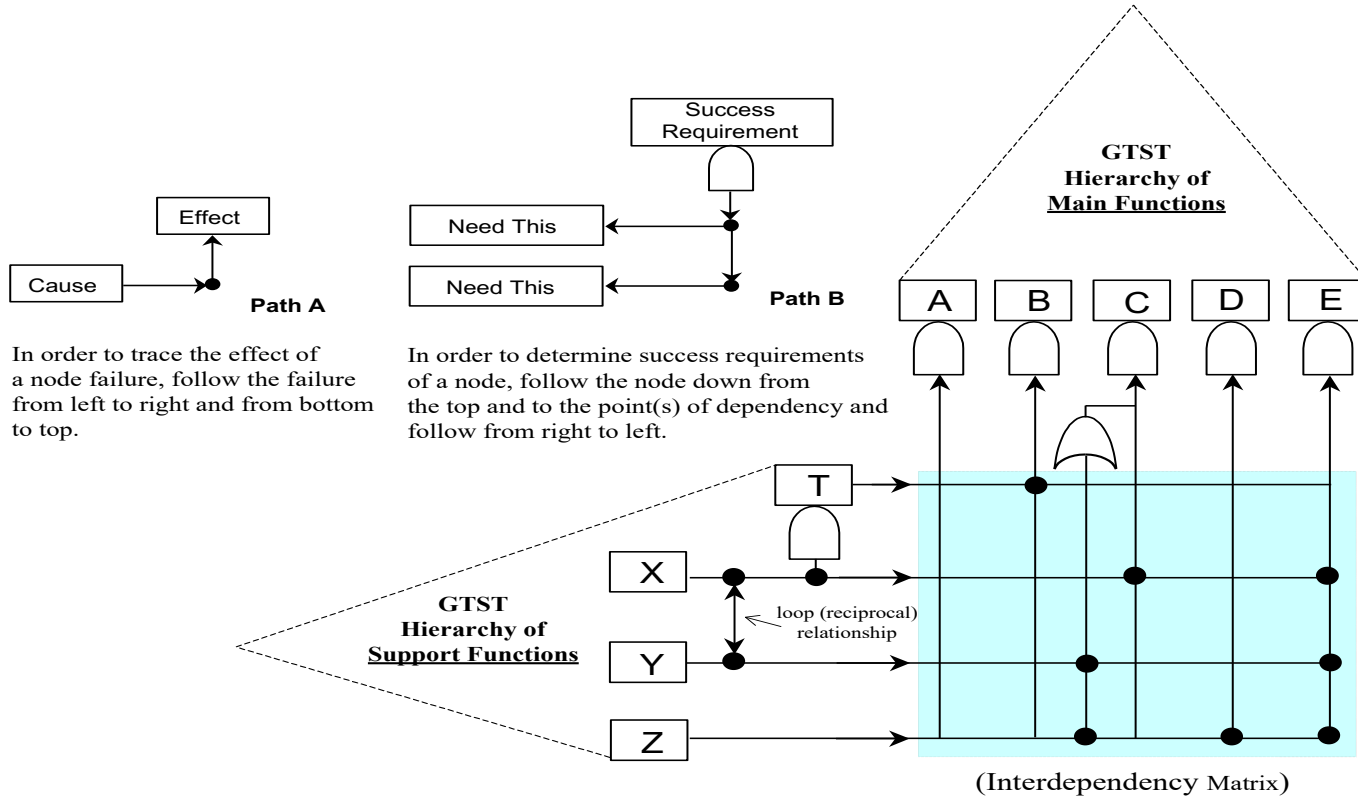 Success
Requirement
Need This
Need This
Path B
Effect
Cause
Path A
In order to trace the effect of
a node failure, follow the failure
from left to right and from bottom
to top.
In order to determine success requirements
of a node, follow the node down from
the top and to the point(s) of dependency and
follow from right to left.
GTST
Hierarchy of
Main Functions
A B C D E
T
X
Y
Z
loop (reciprocal)
relationship
GTST
Hierarchy of
Support Functions
(Interdependency Matrix)